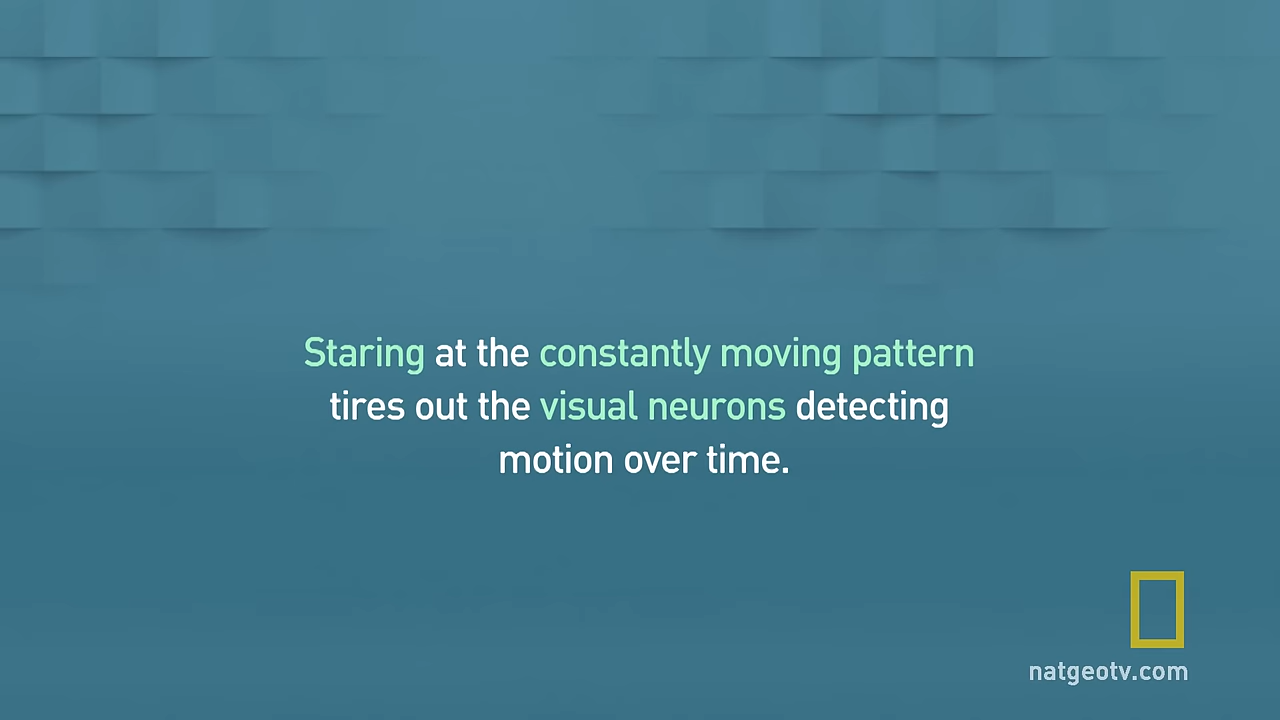 Staring at the constantly moving pattern
tires out the visual neurons detecting
motion over time.
natgeotv.com